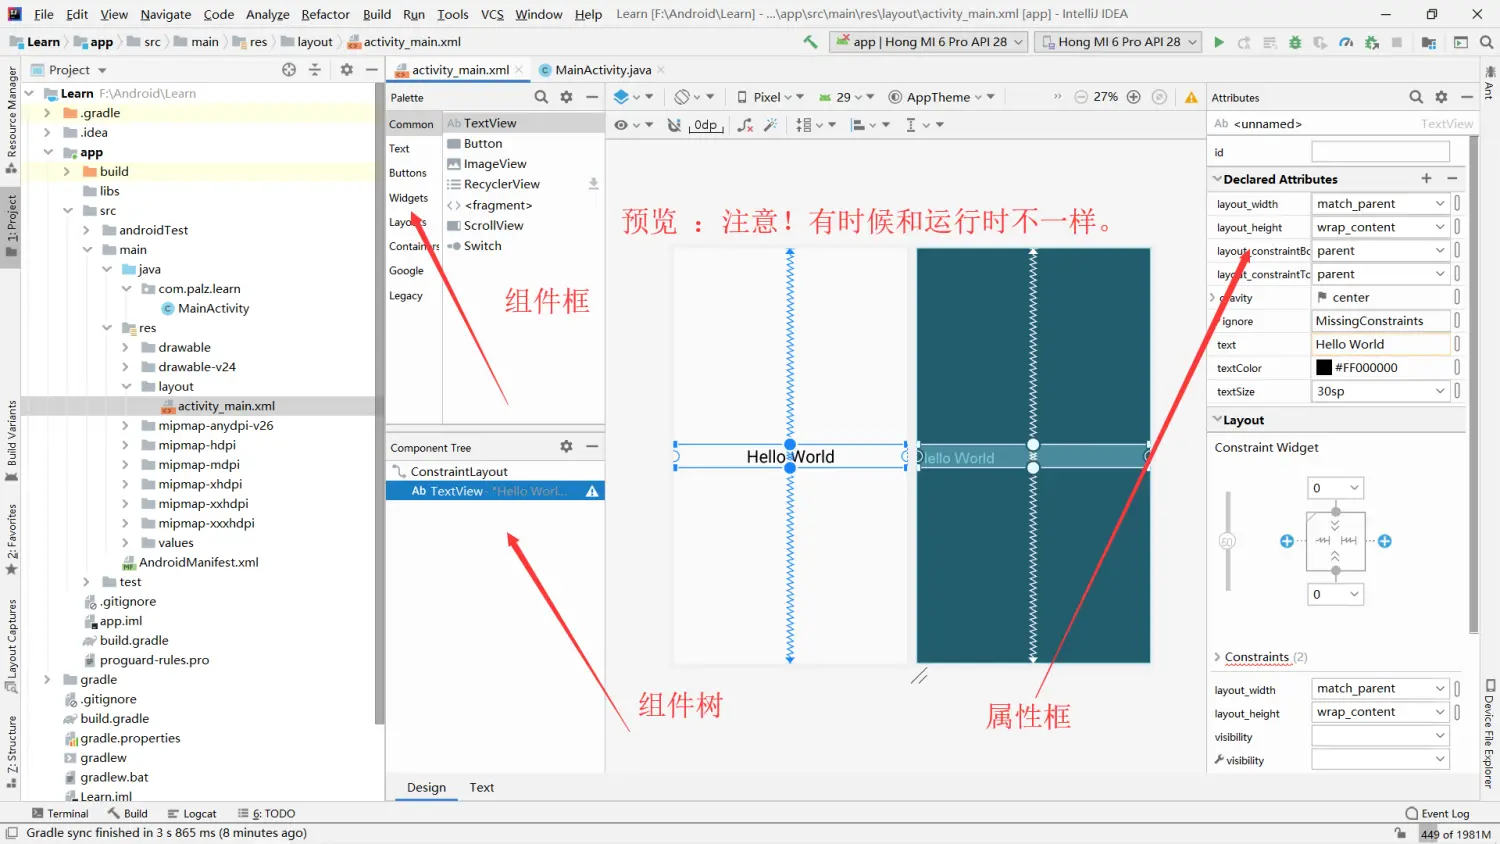 File Edit View Navigate Code Analyze Refactor Build Run Tools VCS Window Help Learn [F:\Android\Learn] - ...\app\src\main\res\layout\activity_main.xml [app] - IntelliJ IDEA
Learn app src main res layout activity_main.xml
app | Hong MI 6 Pro API 28
Hong MI 6 Pro API 28
Resource Manager
1: Project
Build Variants
2: Favorites
Layout Captures
Z: Structure
Project
Learn F:\Android\Learn
.gradle
.idea
app
build
libs
src
androidTest
main
java
com.palz.learn
MainActivity
res
drawable
drawable-v24
layout
activity_main.xml
mipmap-anydpi-v26
mipmap-hdpi
mipmap-mdpi
mipmap-xhdpi
mipmap-xxhdpi
mipmap-xxxhdpi
values
AndroidManifest.xml
test
.gitignore
app.iml
build.gradle
proguard-rules.pro
gradle
.gitignore
build.gradle
gradle.properties
gradlew
gradlew.bat
Learn.iml
activity_main.xml
MainActivity.java
Palette
Common
Text
Buttons
Widgets
Layouts
Containers
Google
Legacy
Ab TextView
Button
ImageView
RecyclerView
<fragment>
ScrollView
Switch
组件框
Component Tree
ConstraintLayout
Ab TextView - "Hello Worl...
组件树
Design Text
Pixel 29 AppTheme 27%
0dp
预览 ：注意！有时候和运行时不一样。
Hello World
Hello World
属性框
Attributes
Ab <unnamed> TextView
id
Declared Attributes
layout_width match_parent
layout_height wrap_content
layout_constraintBo parent
layout_constraintTo parent
gravity center
ignore MissingConstraints
text Hello World
textColor #FF000000
textSize 30sp
Layout
Constraint Widget
0
50
0
Constraints (2)
layout_width match_parent
layout_height wrap_content
visibility
visibility
Ant
Device File Explorer
Terminal Build Logcat 6: TODO Event Log
Gradle sync finished in 3 s 865 ms (8 minutes ago) 449 of 1981M